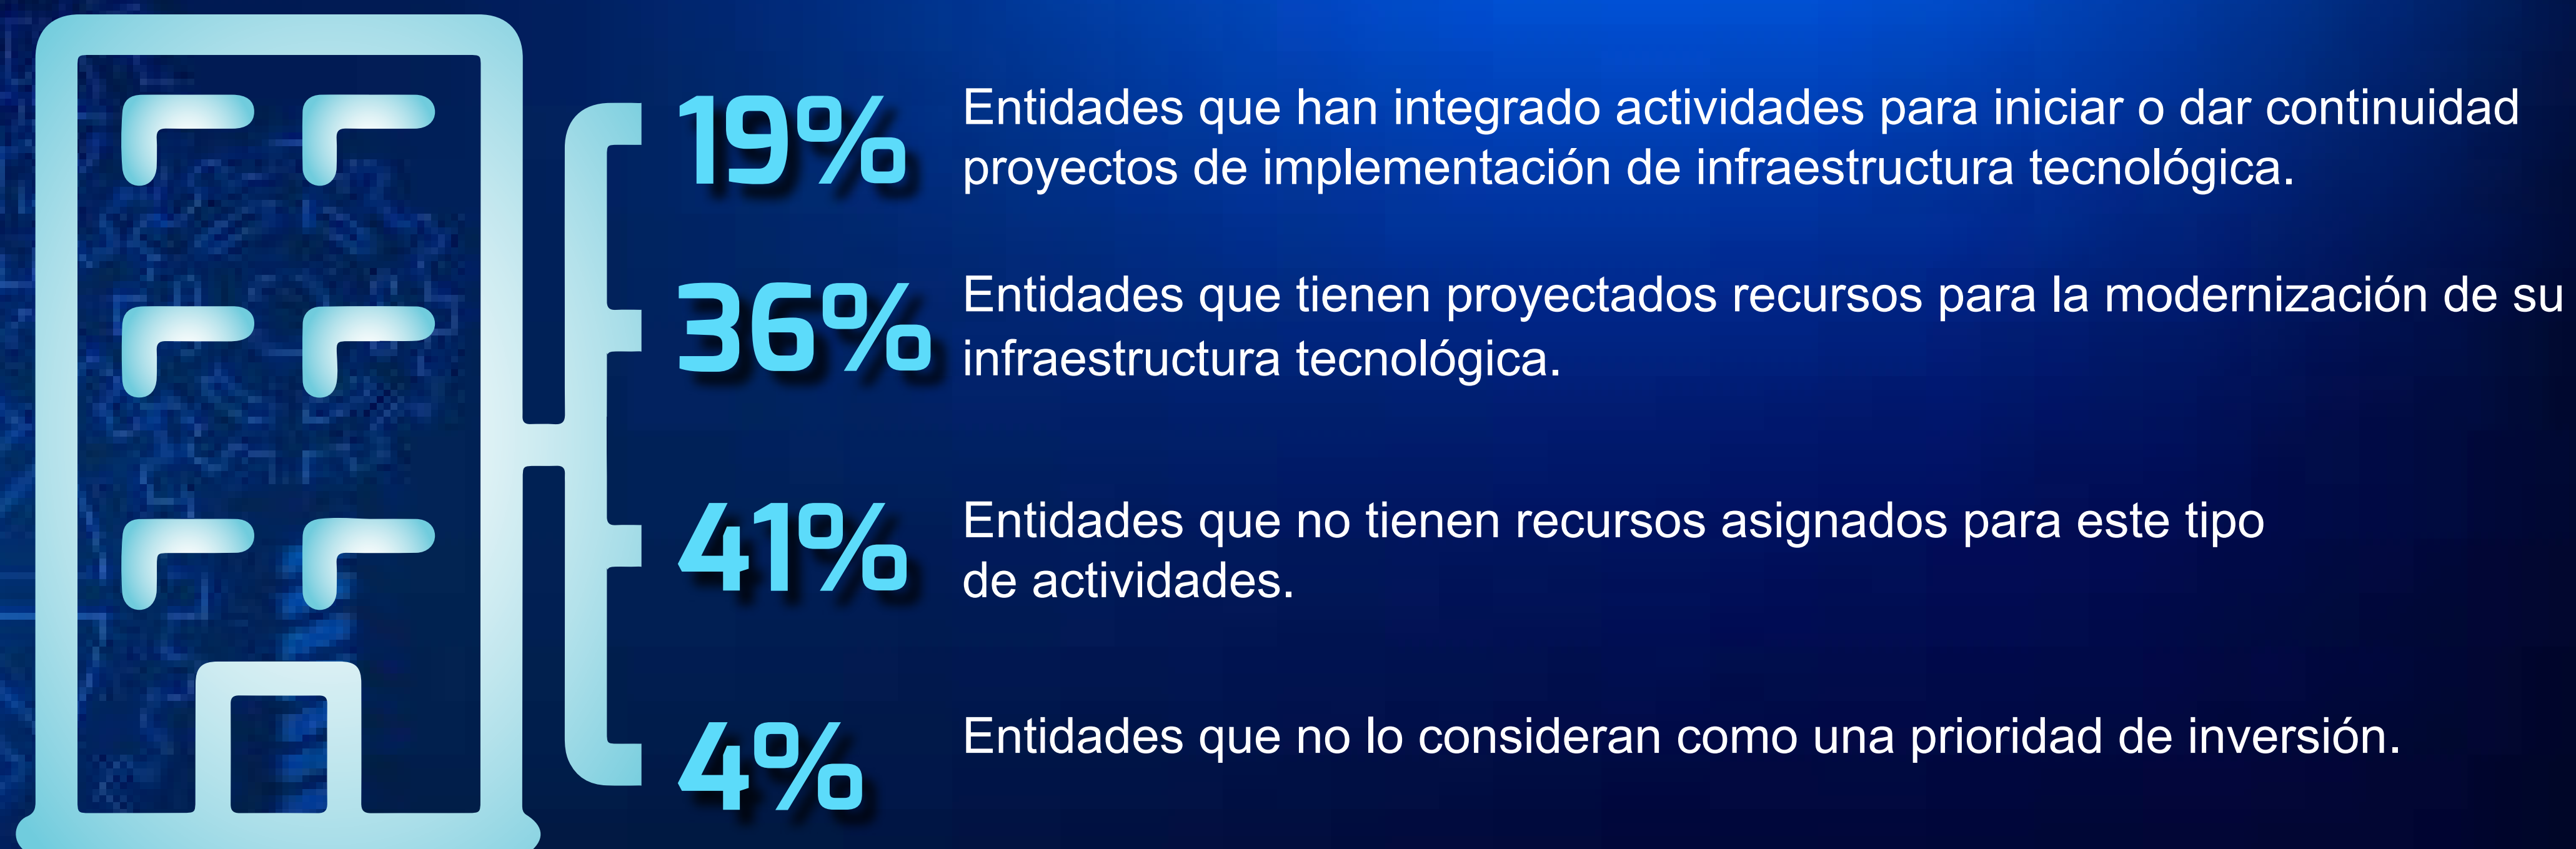 19%
Entidades que han integrado actividades para iniciar o dar continuidad
proyectos de implementación de infraestructura tecnológica.
36%
Entidades que tienen proyectados recursos para la modernización de su
infraestructura tecnológica.
41%
Entidades que no tienen recursos asignados para este tipo
de actividades.
4%
Entidades que no lo consideran como una prioridad de inversión.